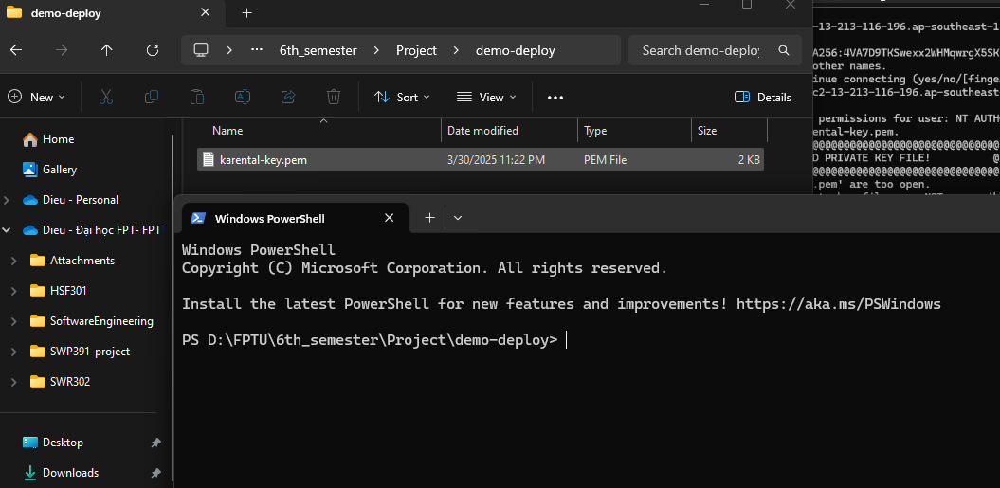 demo-deploy
6th_semester
Project
demo-deploy
Search demo-deploy
New
Sort
View
Details
Name
Date modified
Type
Size
karental-key.pem
3/30/2025 11:22 PM
PEM File
2 KB
Home
Gallery
Dieu - Personal
Dieu - Đại học FPT- FPT
Attachments
HSF301
SoftwareEngineering
SWP391-project
SWR302
Desktop
Downloads
-13-213-116-196.ap-southeast-1
A256:4VA7D9TKSwexx2WHMqwrgX5SK
other names.
inue connecting (yes/no/[finge
c2-13-213-116-196.ap-southeast
permissions for user: NT AUTH
ental-key.pem.
@@@@@@@@@@@@@@@@@@@@@@@@@@@@@@
D PRIVATE KEY FILE! @
@@@@@@@@@@@@@@@@@@@@@@@@@@@@@@
.pem' are too open.
Windows PowerShell
Windows PowerShell
Copyright (C) Microsoft Corporation. All rights reserved.
Install the latest PowerShell for new features and improvements! https://aka.ms/PSWindows
PS D:\FPTU\6th_semester\Project\demo-deploy>